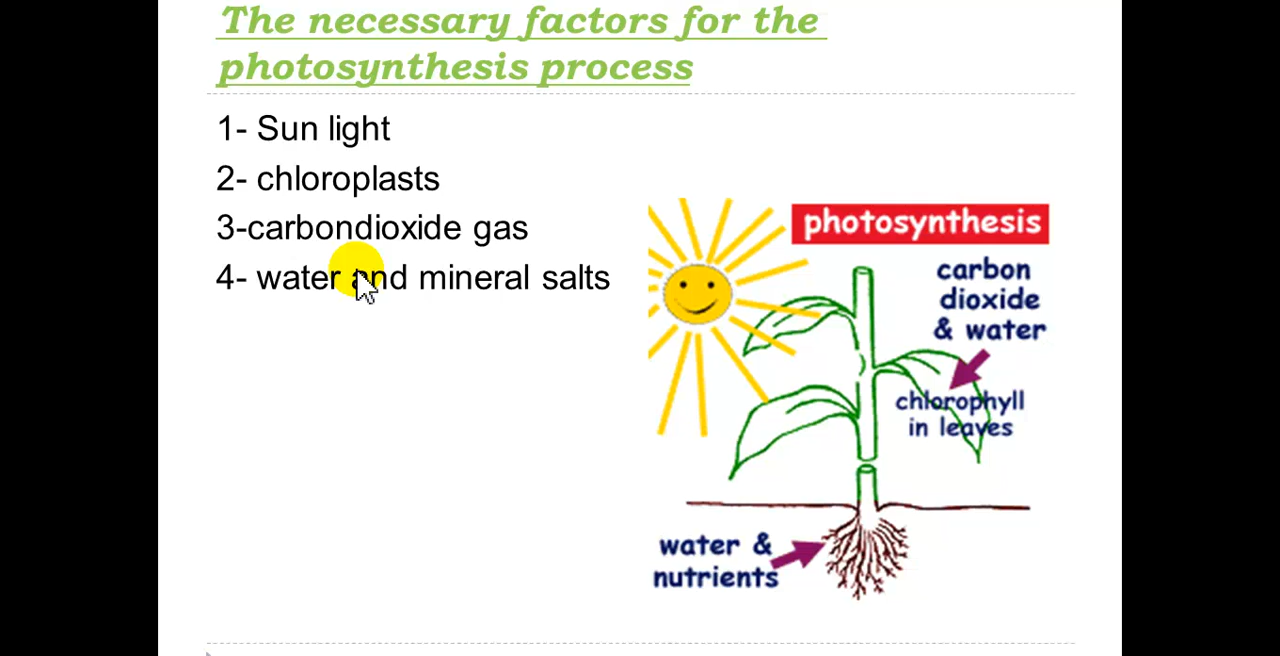 The necessary factors for the
photosynthesis process
1- Sun light
2- chloroplasts
3-carbondioxide gas
4- water and mineral salts
photosynthesis
carbon
dioxide
& water
chlorophyll
in leaves
water &
nutrients